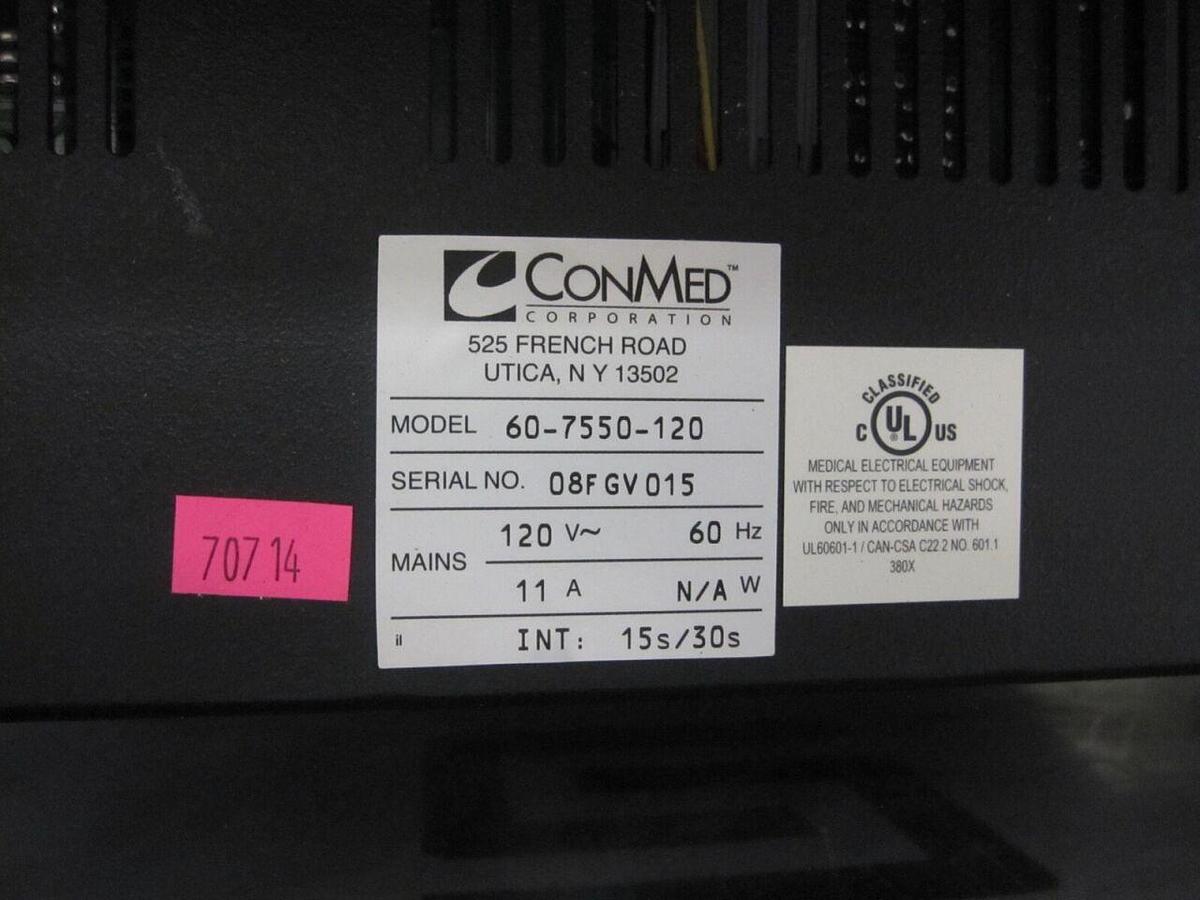 CONMED™
CORPORATION
525 FRENCH ROAD
UTICA, N Y 13502
MODEL 60-7550-120
SERIAL NO. 08FGV015
MAINS
120 V~ 60 Hz
11 A N/A W
il INT: 15s/30s
CLASSIFIED
C UL® US
MEDICAL ELECTRICAL EQUIPMENT
WITH RESPECT TO ELECTRICAL SHOCK,
FIRE, AND MECHANICAL HAZARDS
ONLY IN ACCORDANCE WITH
UL60601-1 / CAN-CSA C22.2 NO. 601.1
380X
70714